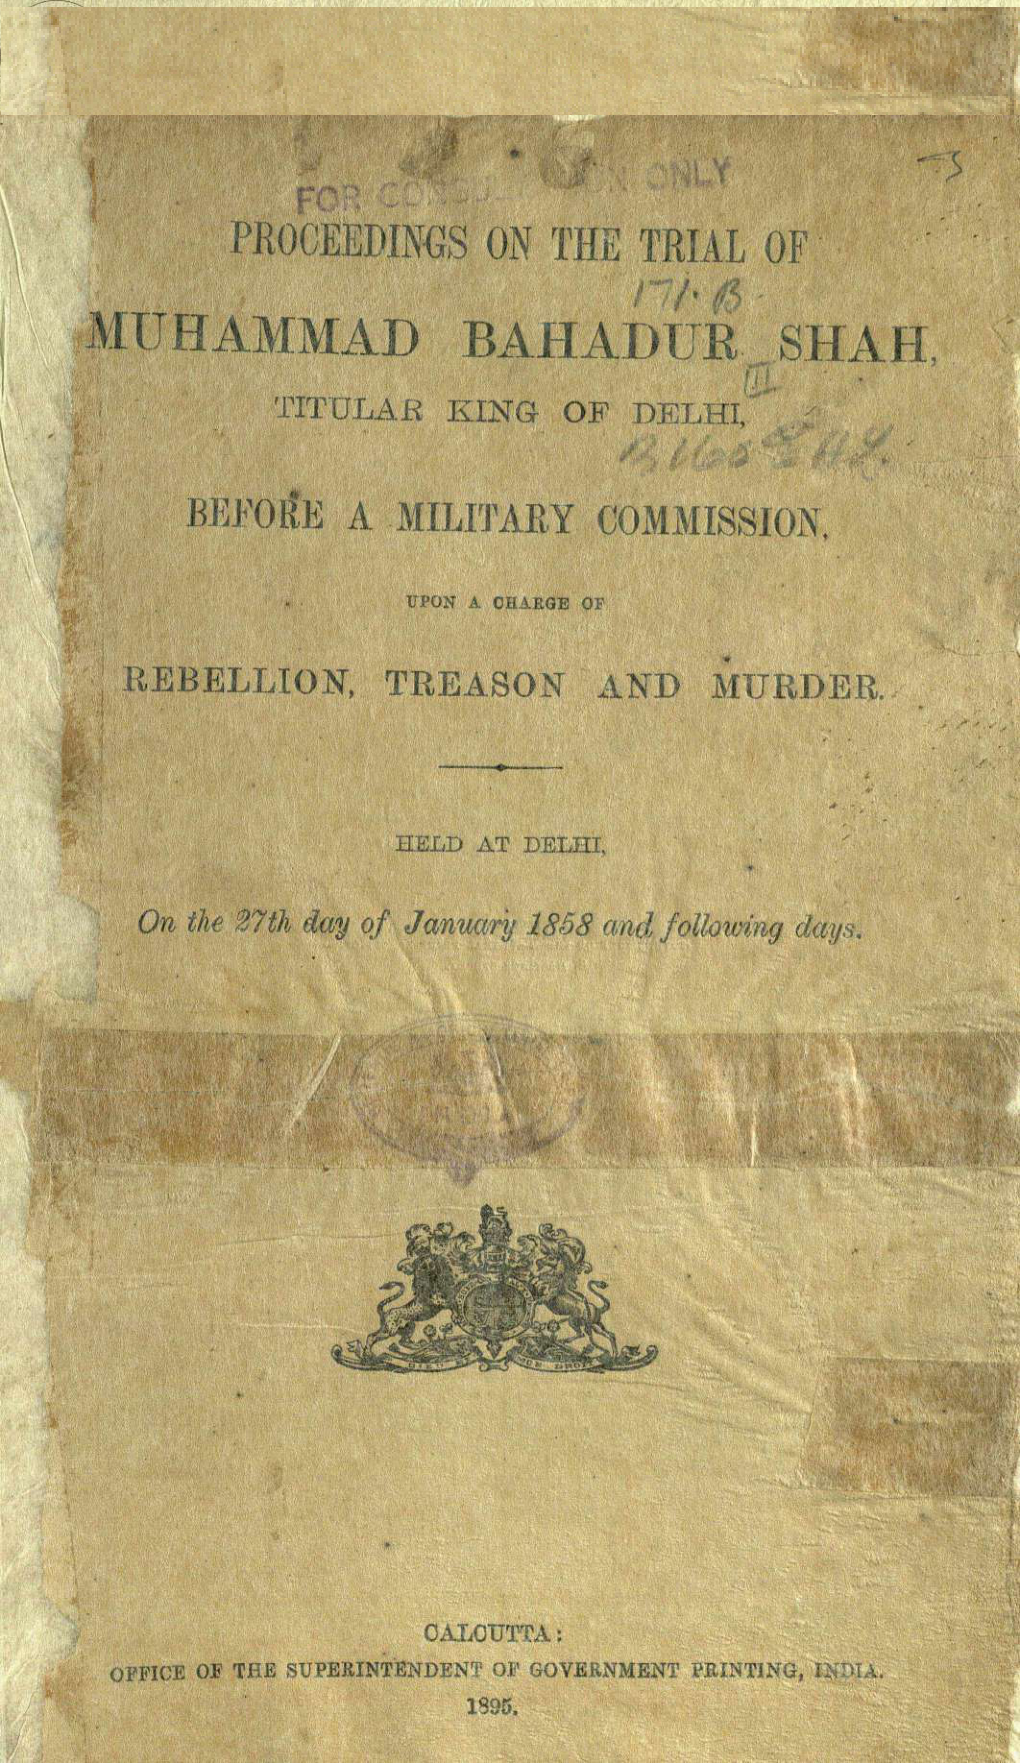 FOR CONSULTATION ONLY
PROCEEDINGS ON THE TRIAL OF
171. B
MUHAMMAD BAHADUR SHAH,
II
TITULAR KING OF DELHI,
BEFORE A MILITARY COMMISSION,
UPON A CHARGE OF
REBELLION, TREASON AND MURDER.
HELD AT DELHI,
On the 27th day of January 1858 and following days.
CALCUTTA:
OFFICE OF THE SUPERINTENDENT OF GOVERNMENT PRINTING, INDIA.
1895.